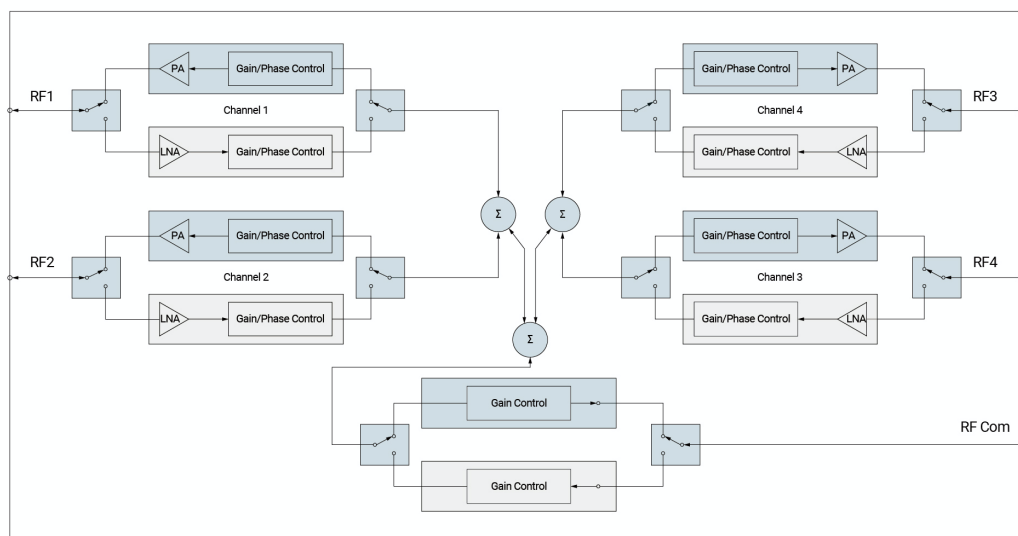 PA
Gain/Phase Control
RF1
Channel 1
LNA
Gain/Phase Control
Gain/Phase Control
PA
RF3
Channel 4
Gain/Phase Control
LNA
Σ
Σ
PA
Gain/Phase Control
RF2
Channel 2
LNA
Gain/Phase Control
Gain/Phase Control
PA
RF4
Channel 3
Gain/Phase Control
LNA
Σ
Gain Control
RF Com
Gain Control